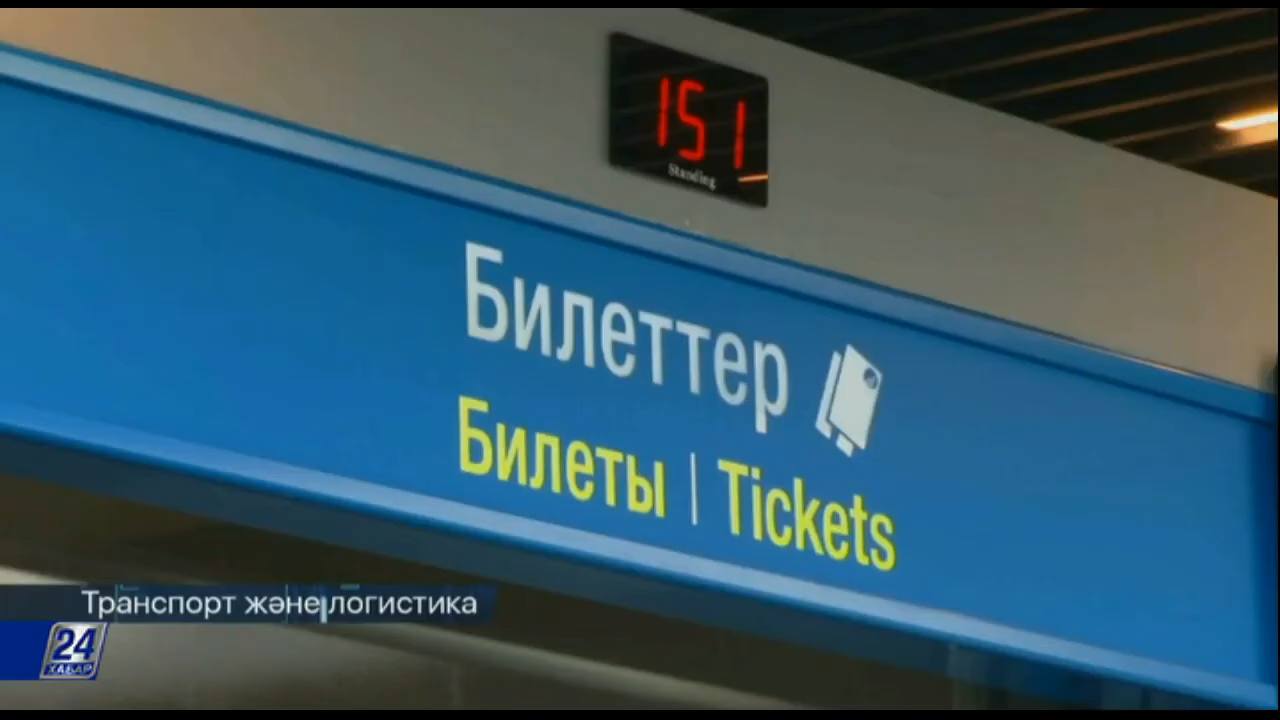 151
Standing
Билеттер
Билеты | Tickets
Транспорт және логистика
24
ХАБАР